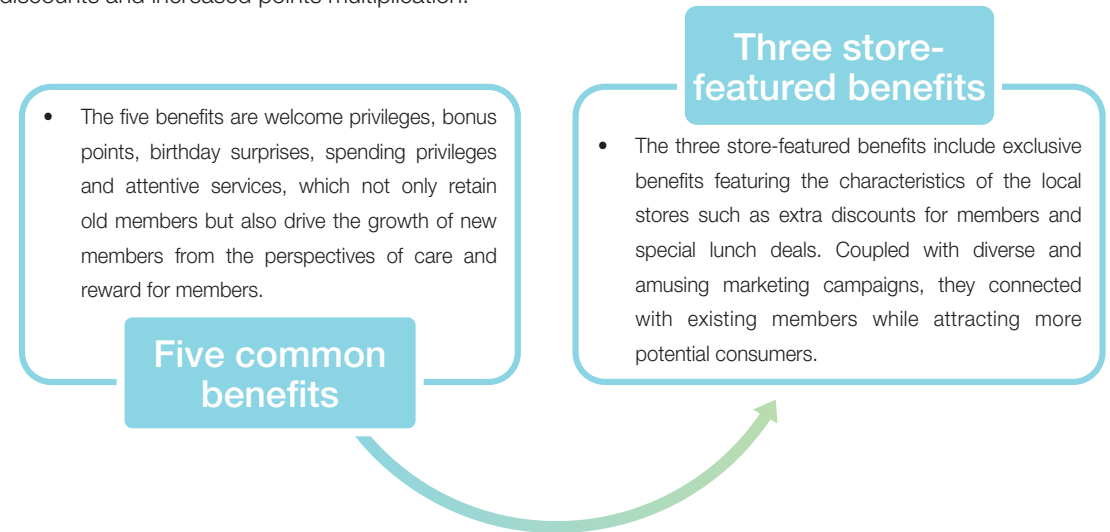 discounts and increased points multiplication.
• The five benefits are welcome privileges, bonus
points, birthday surprises, spending privileges
and attentive services, which not only retain
old members but also drive the growth of new
members from the perspectives of care and
reward for members.
Five common
benefits
Three store-
featured benefits
• The three store-featured benefits include exclusive
benefits featuring the characteristics of the local
stores such as extra discounts for members and
special lunch deals. Coupled with diverse and
amusing marketing campaigns, they connected
with existing members while attracting more
potential consumers.